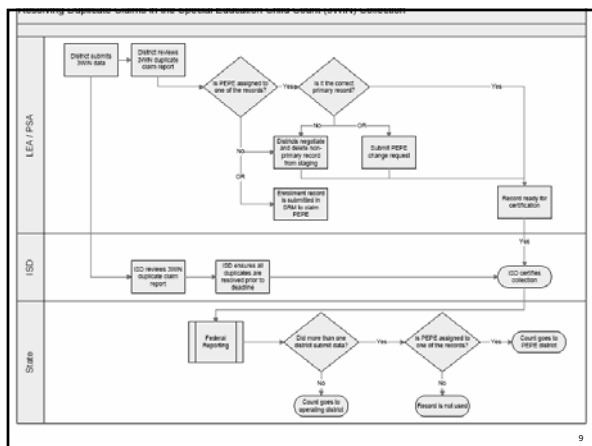 Resolving Duplicate Claims in the Special Education Child Count (3WIN) Collection
LEA / PSA
District submits
3WIN data
District reviews
3WIN duplicate
claim report
Is PEPE assigned to
one of the records?
Yes
Is it the correct
primary record?
Yes
No
OR
No
OR
Districts negotiate
and delete non-
primary record
from staging
Submit PEPE
change request
Enrollment record
is submitted in
SRM to claim
PEPE
Record ready for
certification
Yes
ISD
ISD reviews 3WIN
duplicate claim
report
ISD ensures all
duplicates are
resolved prior to
deadline
ISD certifies
collection
State
Federal
Reporting
Did more than one
district submit data?
Yes
Is PEPE assigned to
one of the records?
Yes
Count goes to
PEPE district
No
No
Count goes to
operating district
Record is not used
9